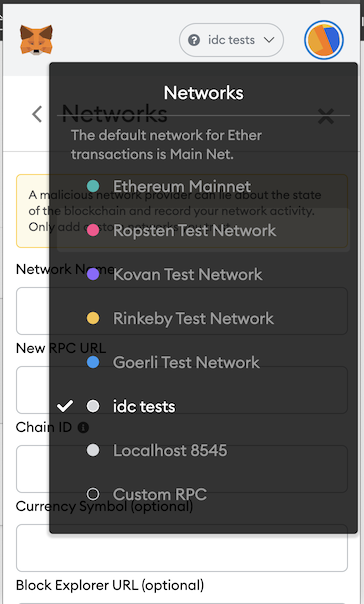 idc tests
Networks
Networks
The default network for Ether
transactions is Main Net.
A malicious network provider can lie about the state
of the blockchain and record your network activity.
Only add
Ethereum Mainnet
Ropsten Test Network
Kovan Test Network
Rinkeby Test Network
Goerli Test Network
idc tests
Localhost 8545
Custom RPC
Network Name
New RPC URL
Chain ID
Currency Symbol (optional)
Block Explorer URL (optional)